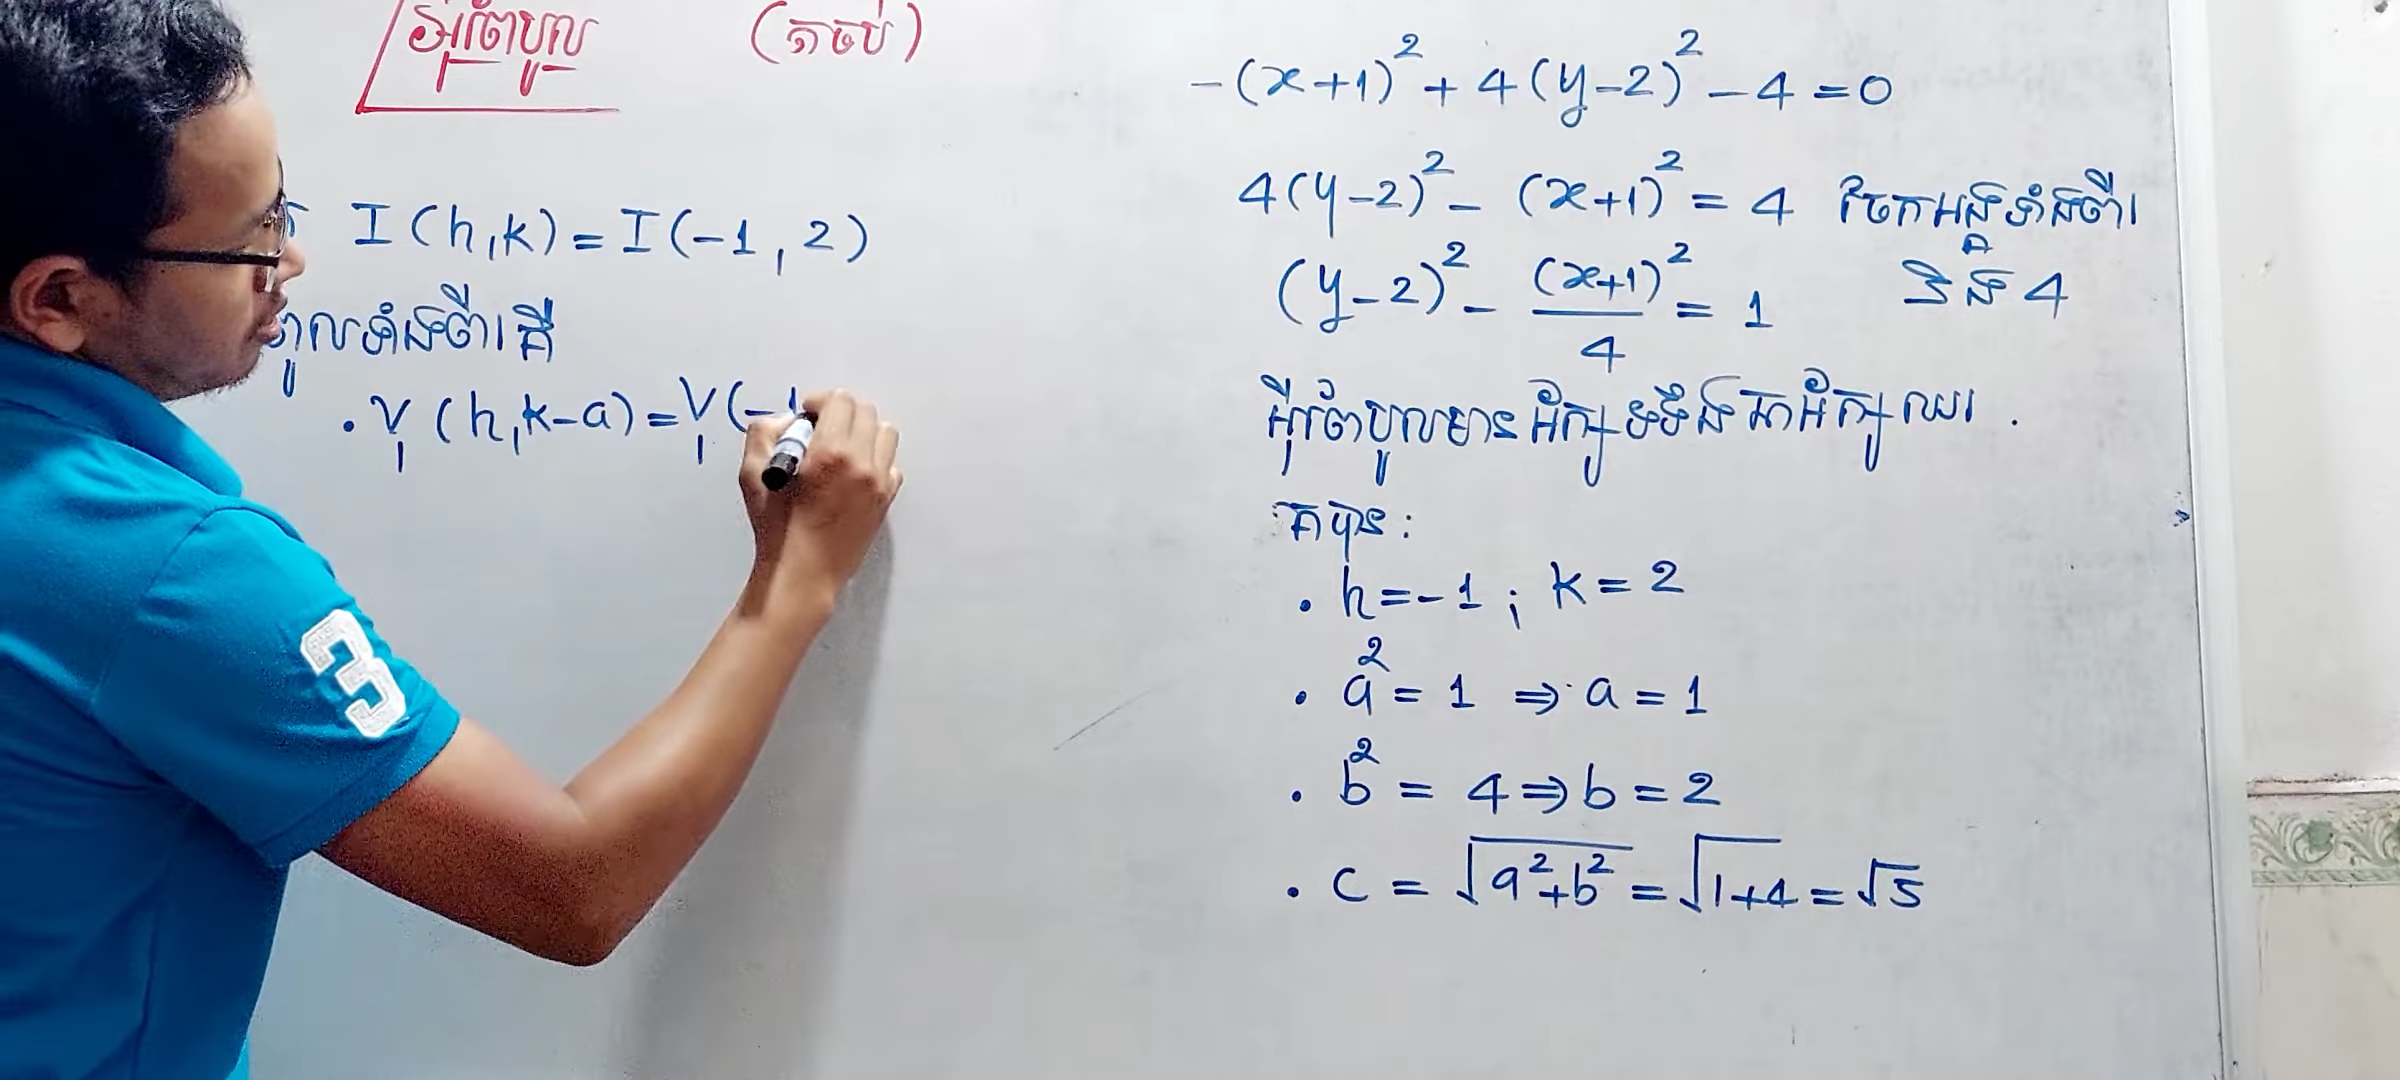 អ៊ីពែបូល (តចប់)
I(h,k) = I(-1, 2)
ពូលទាំងពីរគឺ
. V₁ (h,k-a) = V₁(-1
-(x+1)² + 4(y-2)² - 4 = 0
4(y-2)² - (x+1)² = 4 ចែកអង្គទាំងពីរ
(y-2)² - (x+1)²/4 = 1 នឹង 4
អ៊ីពែបូលមានអ័ក្សទទឹងជាអ័ក្សឈរ .
គេបាន :
. h = -1 ; k = 2
. a² = 1 ⇒ a = 1
. b² = 4 ⇒ b = 2
. c = √(a²+b²) = √(1+4) = √5
3